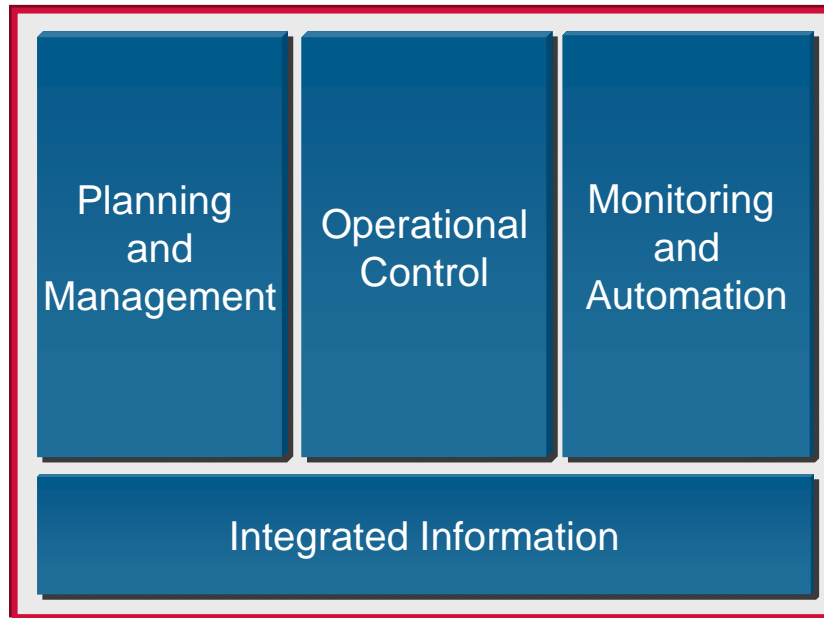 Planning
and
Management
Operational
Control
Monitoring
and
Automation
Integrated Information